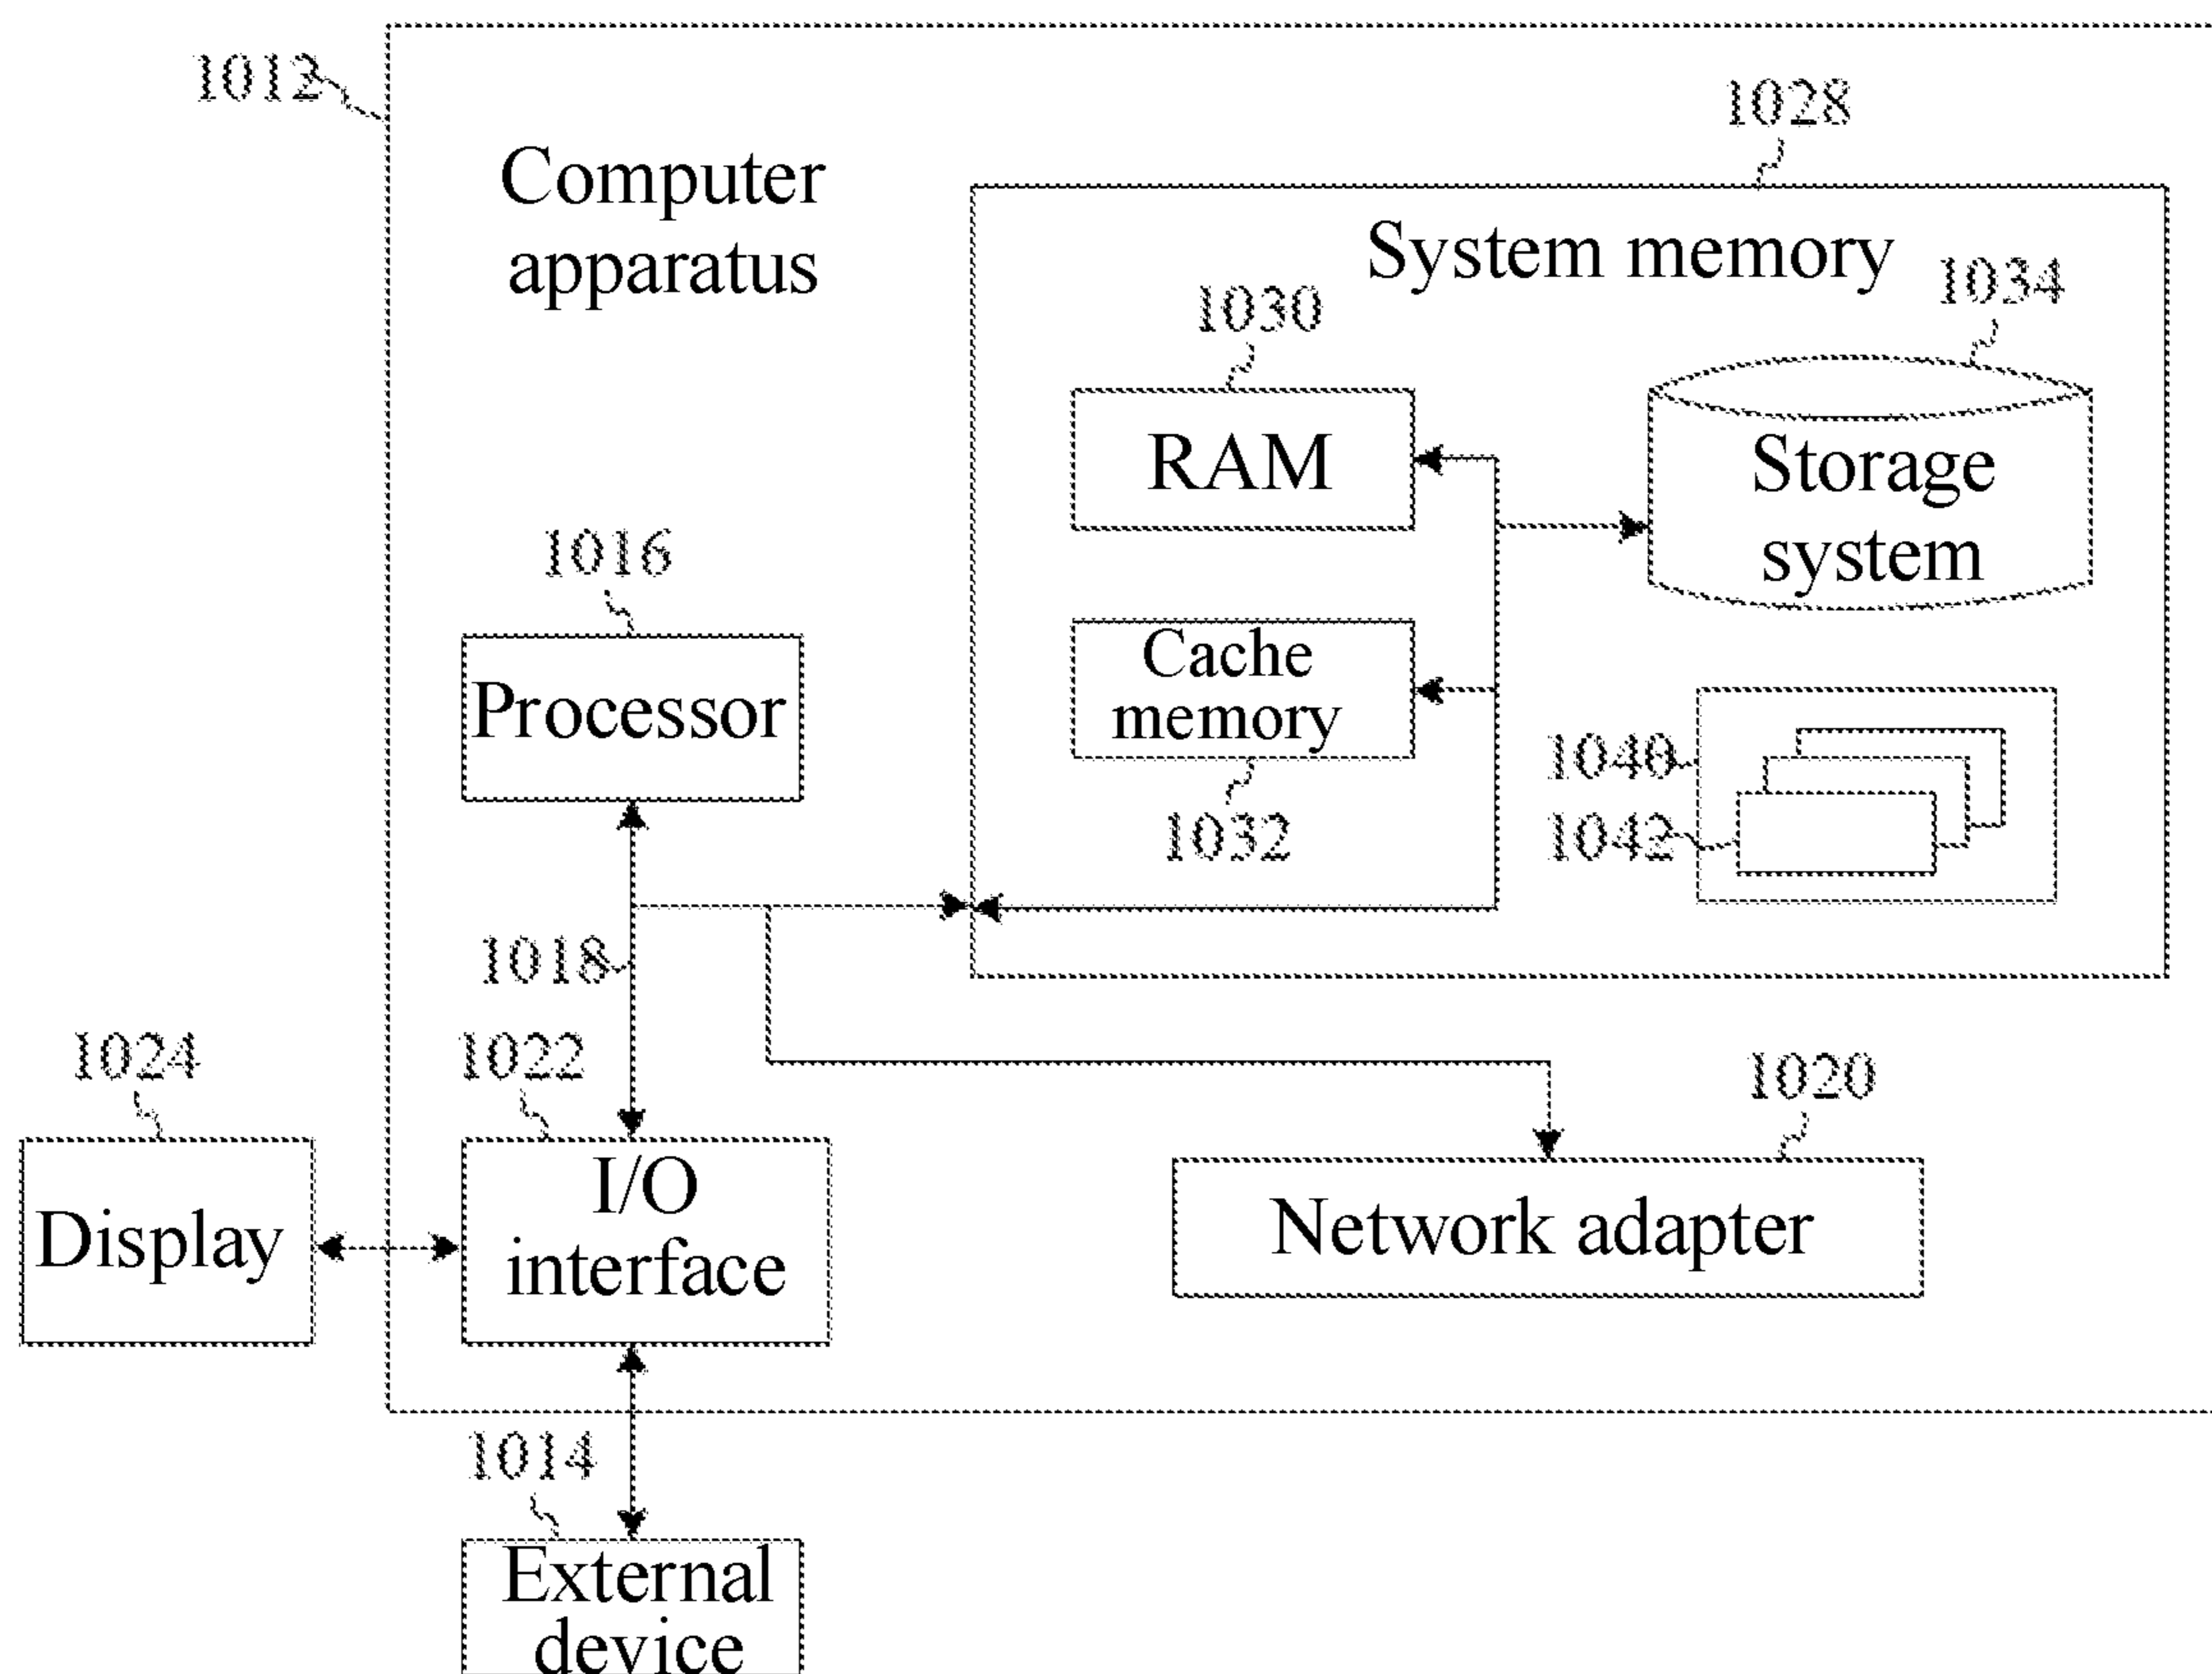 1012
1028
Computer
apparatus
System memory
1034
1030
RAM
Storage
system
1016
Cache
memory
Processor
1040
1042
1032
1018
1024
1022
1020
I/O
interface
Display
Network adapter
1014
External
device